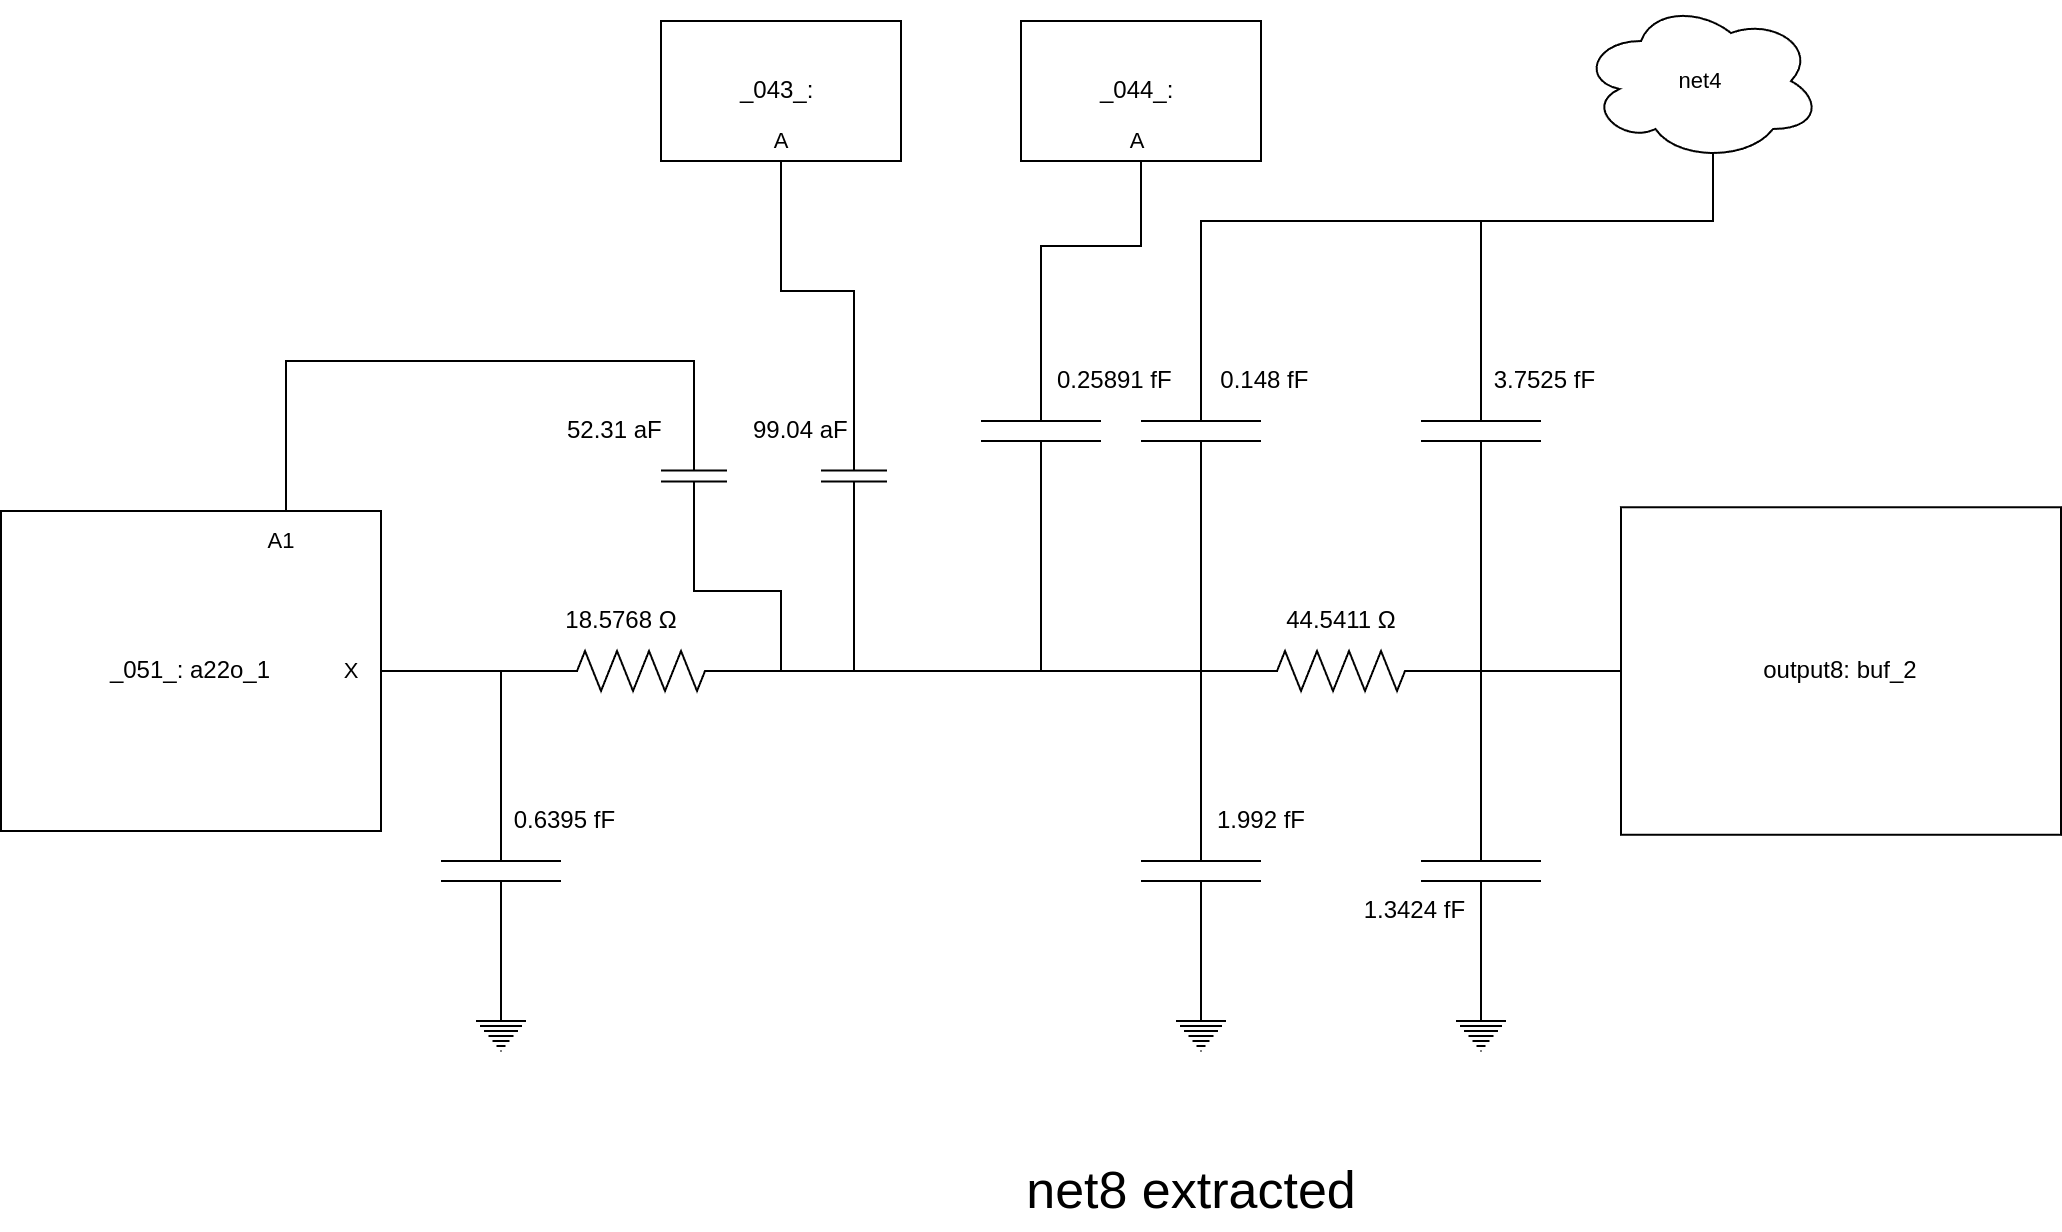 _043_:
A
_044_:
A
net4
0.25891 fF
0.148 fF
3.7525 fF
52.31 aF
99.04 aF
A1
18.5768 Ω
44.5411 Ω
_051_: a22o_1
X
output8: buf_2
0.6395 fF
1.992 fF
1.3424 fF
net8 extracted